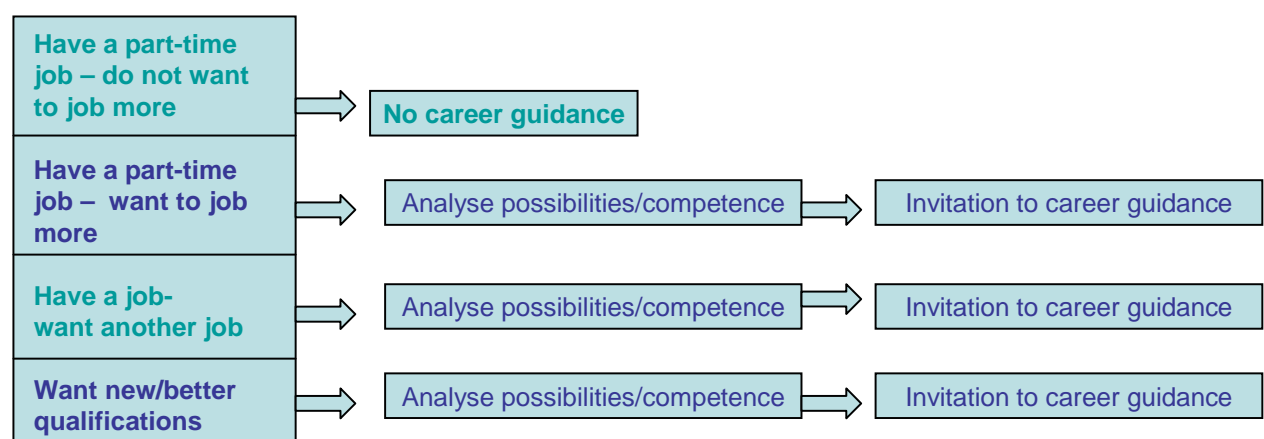 Have a part-time
job – do not want
to job more
No career guidance
Have a part-time
job – want to job
more
Analyse possibilities/competence
Invitation to career guidance
Have a job-
want another job
Analyse possibilities/competence
Invitation to career guidance
Want new/better
qualifications
Analyse possibilities/competence
Invitation to career guidance